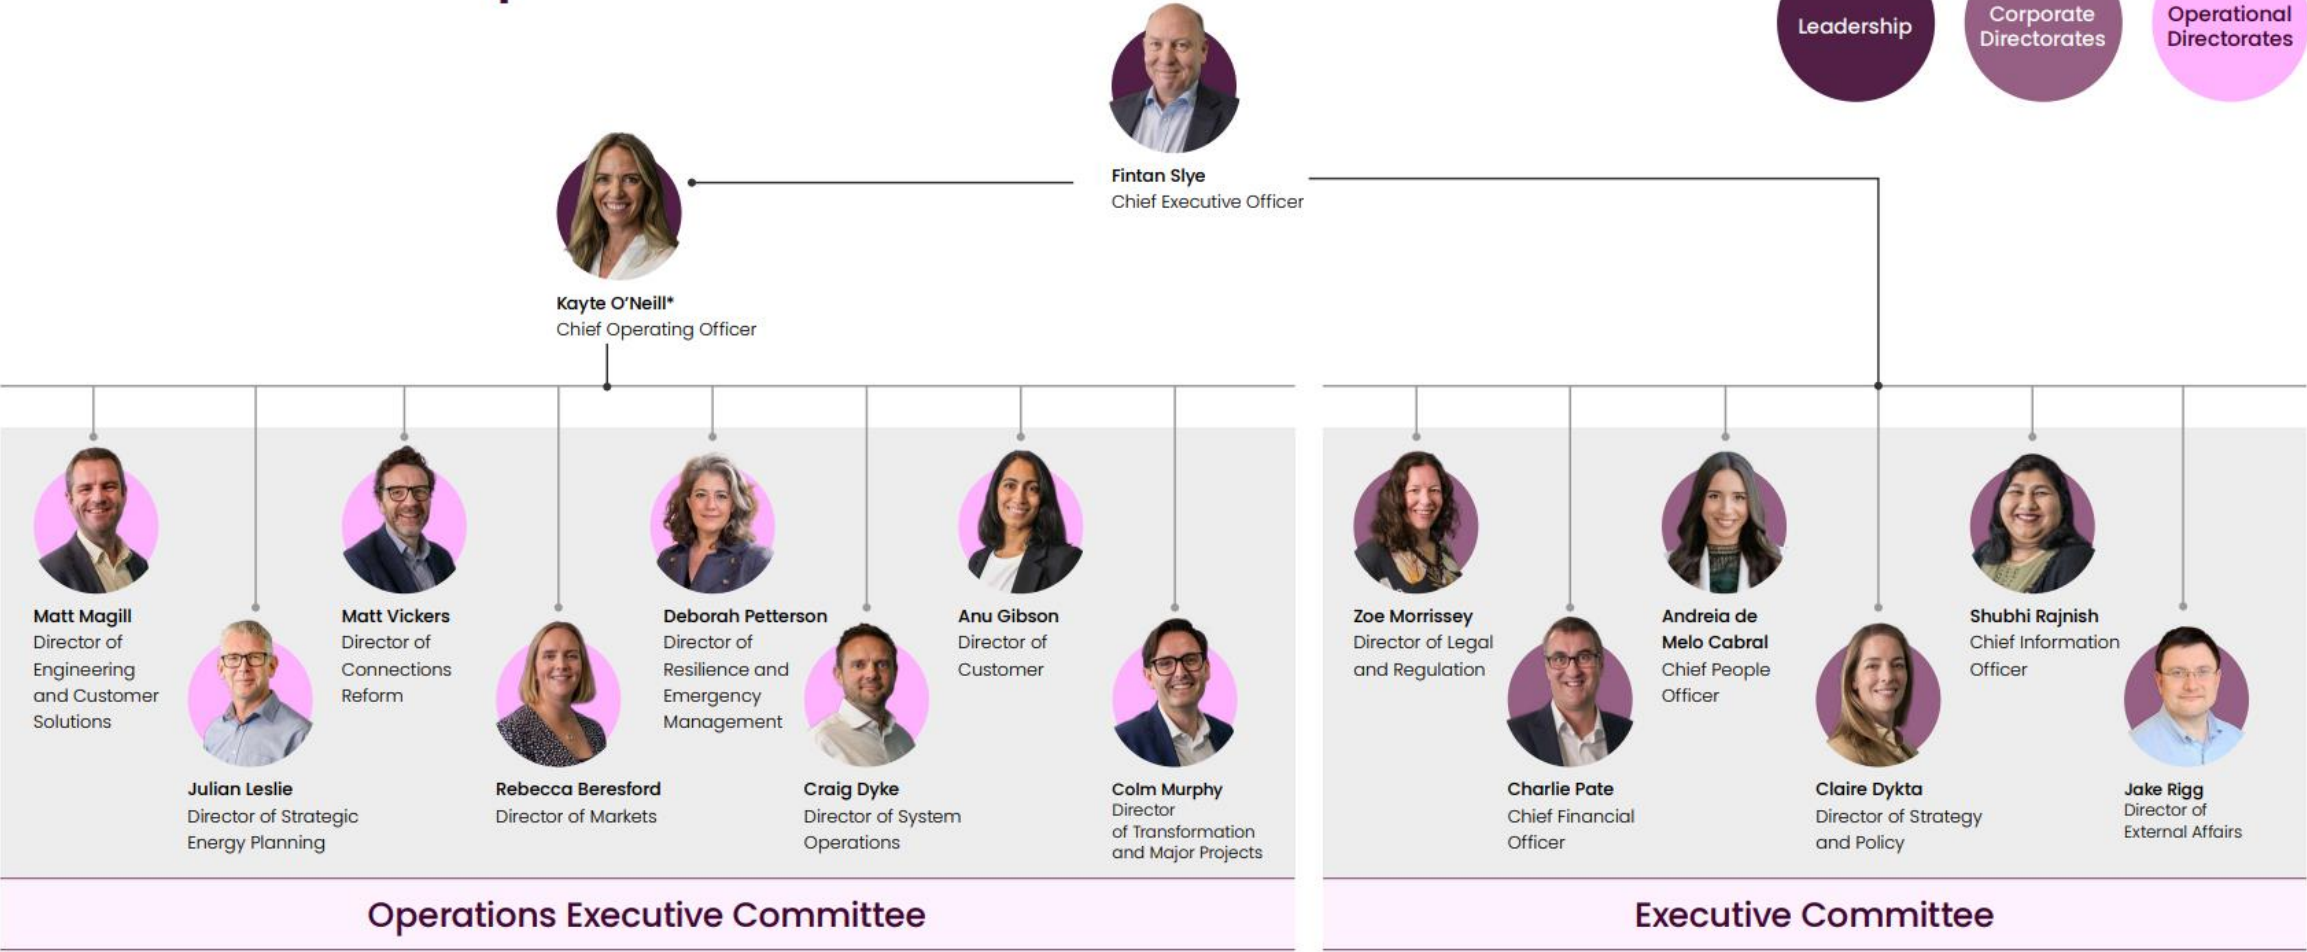 Leadership
Corporate
Directorates
Operational
Directorates
Fintan Slye
Chief Executive Officer
Kayte O’Neill*
Chief Operating Officer
Matt Magill
Director of
Engineering
and Customer
Solutions
Julian Leslie
Director of Strategic
Energy Planning
Matt Vickers
Director of
Connections
Reform
Rebecca Beresford
Director of Markets
Deborah Petterson
Director of
Resilience and
Emergency
Management
Craig Dyke
Director of System
Operations
Anu Gibson
Director of
Customer
Colm Murphy
Director
of Transformation
and Major Projects
Zoe Morrissey
Director of Legal
and Regulation
Charlie Pate
Chief Financial
Officer
Andreia de
Melo Cabral
Chief People
Officer
Claire Dykta
Director of Strategy
and Policy
Shubhi Rajnish
Chief Information
Officer
Jake Rigg
Director of
External Affairs
Operations Executive Committee
Executive Committee